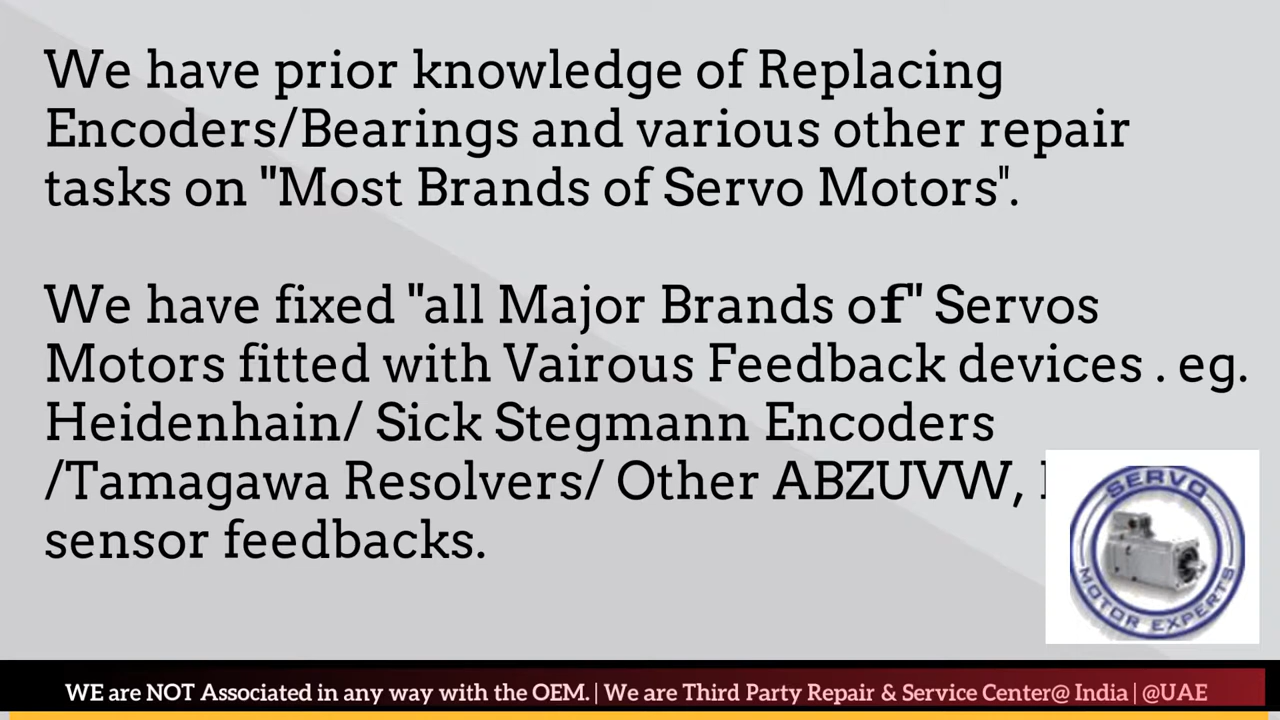 We have prior knowledge of Replacing
Encoders/Bearings and various other repair
tasks on "Most Brands of Servo Motors".
We have fixed "all Major Brands of" Servos
Motors fitted with Vairous Feedback devices . eg.
Heidenhain/ Sick Stegmann Encoders
/Tamagawa Resolvers/ Other ABZUVW,
sensor feedbacks.
SERVO
MOTOR EXPERTS
WE are NOT Associated in any way with the OEM. | We are Third Party Repair & Service Center@ India | @UAE